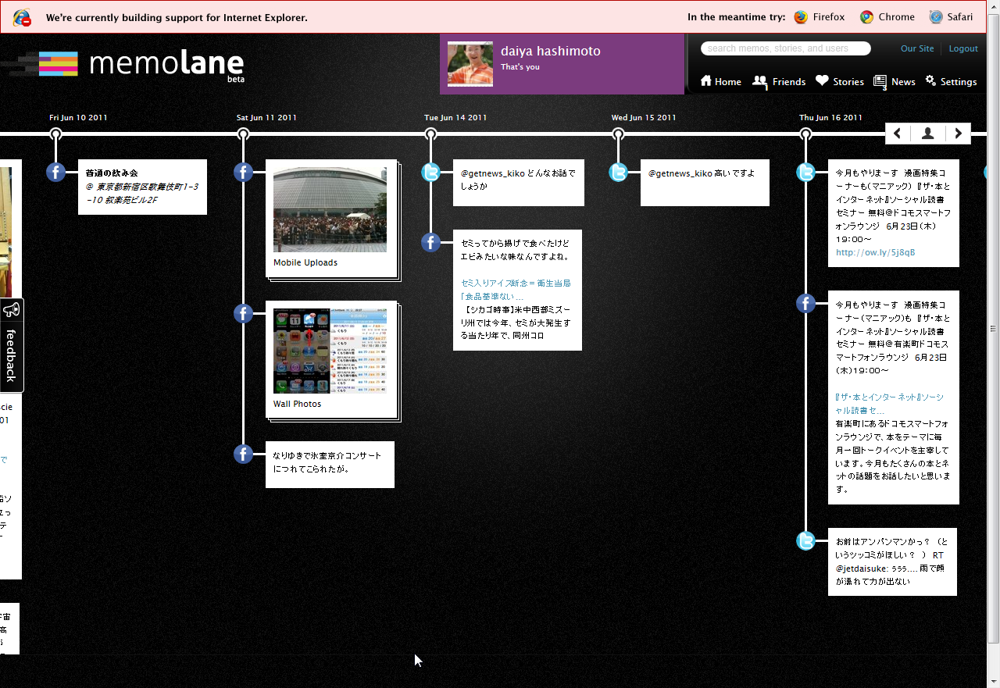 We're currently building support for Internet Explorer.
In the meantime try: Firefox Chrome Safari
memolane
beta
daiya hashimoto
That's you
search memos, stories, and users
Our Site Logout
Home Friends 1 Stories News 3 Settings
Fri Jun 10 2011 Sat Jun 11 2011 Tue Jun 14 2011 Wed Jun 15 2011 Thu Jun 16 2011
feedback
普通の飲み会
@ 東京都新宿区歌舞伎町1-3
-10 叙楽苑ビル2F
Mobile Uploads
Wall Photos
なりゆきで氷室京介コンサート
につれてこられたが。
@getnews_kiko どんなお話で
しょうか
セミってから揚げで食べたけど
エビみたいな味なんですよね。
セミ入りアイス断念＝衛生当局
「食品基準ない...
【シカゴ時事】米中西部ミズー
リ州では今年、セミが大発生す
る当たり年で、同州コロ
@getnews_kiko 高いですよ
今月もやりまーす 漫画特集コ
ーナーも（マニアック） 『ザ・本と
インターネット』ソーシャル読書
セミナー 無料＠ドコモスマートフ
ォンラウンジ 6月23日（木）
19:00～
http://ow.ly/5j8qB
今月もやりまーす 漫画特集コ
ーナー（マニアック）も 『ザ・本と
インターネット』ソーシャル読書
セミナー 無料＠有楽町ドコモス
マートフォンラウンジ 6月23日
（木）19:00～
『ザ・本とインターネット』ソーシ
ャル読書セ...
有楽町にあるドコモスマートフォ
ンラウンジで、本をテーマに毎
月一回トークイベントを主宰して
います。今月もたくさんの本とネ
ットの話題をお話したいと思いま
す。
お前はアンパンマンかっ？ （と
いうツッコミがほしい？ ） RT
@jetdaisuke: ぅぅぅ.... 雨で顔
が濡れて力が出ない